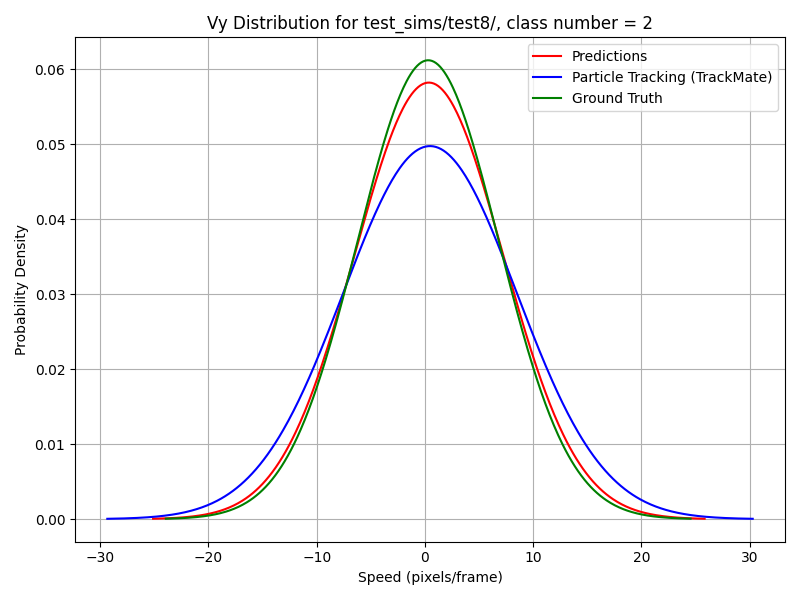 Vy Distribution for test_sims/test8/, class number = 2
Predictions
Particle Tracking (TrackMate)
Ground Truth
Probability Density
0.06
0.05
0.04
0.03
0.02
0.01
0.00
−30 −20 −10 0 10 20 30
Speed (pixels/frame)